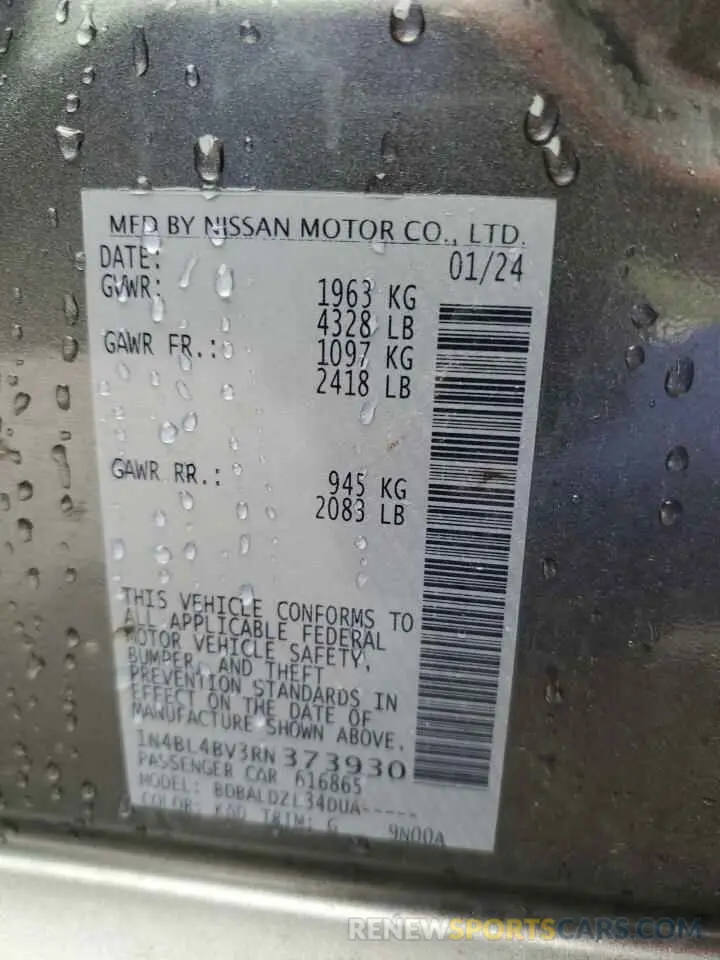 MFD BY NISSAN MOTOR CO., LTD.
DATE: 01/24
GVWR: 1963 KG
4328 LB
GAWR FR.: 1097 KG
2418 LB
GAWR RR.: 945 KG
2083 LB
THIS VEHICLE CONFORMS TO
ALL APPLICABLE FEDERAL
MOTOR VEHICLE SAFETY,
BUMPER, AND THEFT
PREVENTION STANDARDS IN
EFFECT ON THE DATE OF
MANUFACTURE SHOWN ABOVE.
1N4BL4BV3RN373930
PASSENGER CAR 616865
MODEL: BDBALDZL34DUA-----
COLOR: KAD TRIM: G 9N00A
RENEWSPORTSCARS.COM